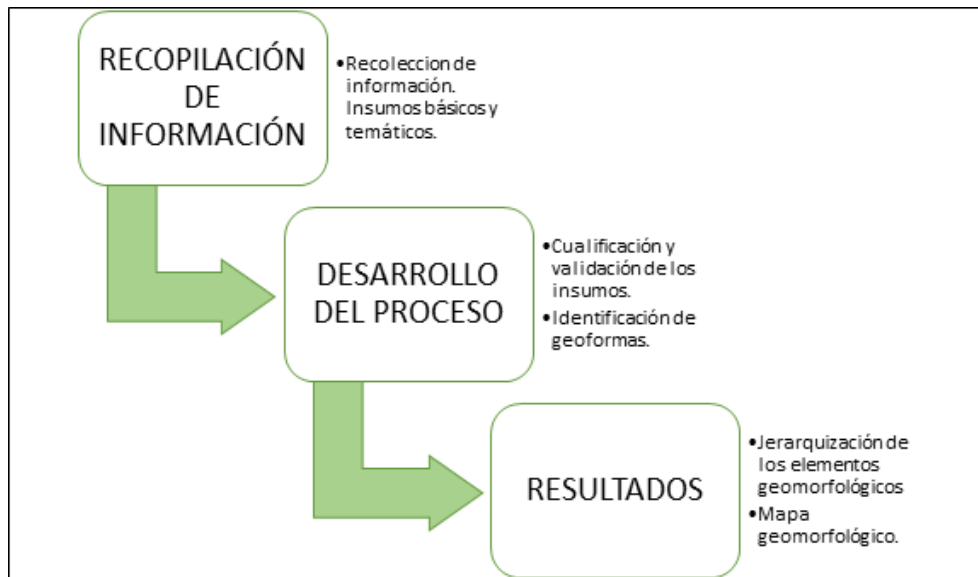 RECOPILACIÓN
DE
INFORMACIÓN
•Recoleccion de
información.
Insumos básicos y
temáticos.
DESARROLLO
DEL PROCESO
•Cualificación y
validación de los
insumos.
•Identificación de
geoformas.
RESULTADOS
•Jerarquización de
los elementos
geomorfológicos
•Mapa
geomorfológico.